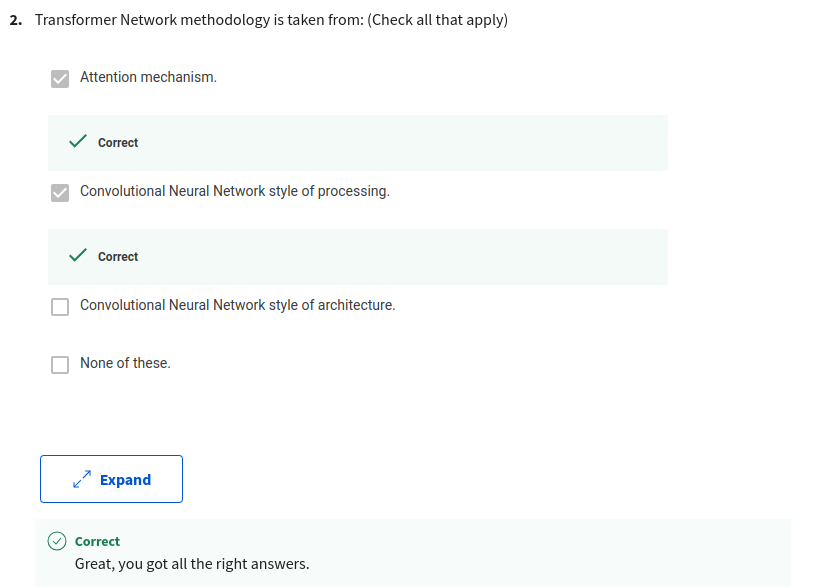 2. Transformer Network methodology is taken from: (Check all that apply)
Attention mechanism.
Correct
Convolutional Neural Network style of processing.
Correct
Convolutional Neural Network style of architecture.
None of these.
Expand
Correct
Great, you got all the right answers.